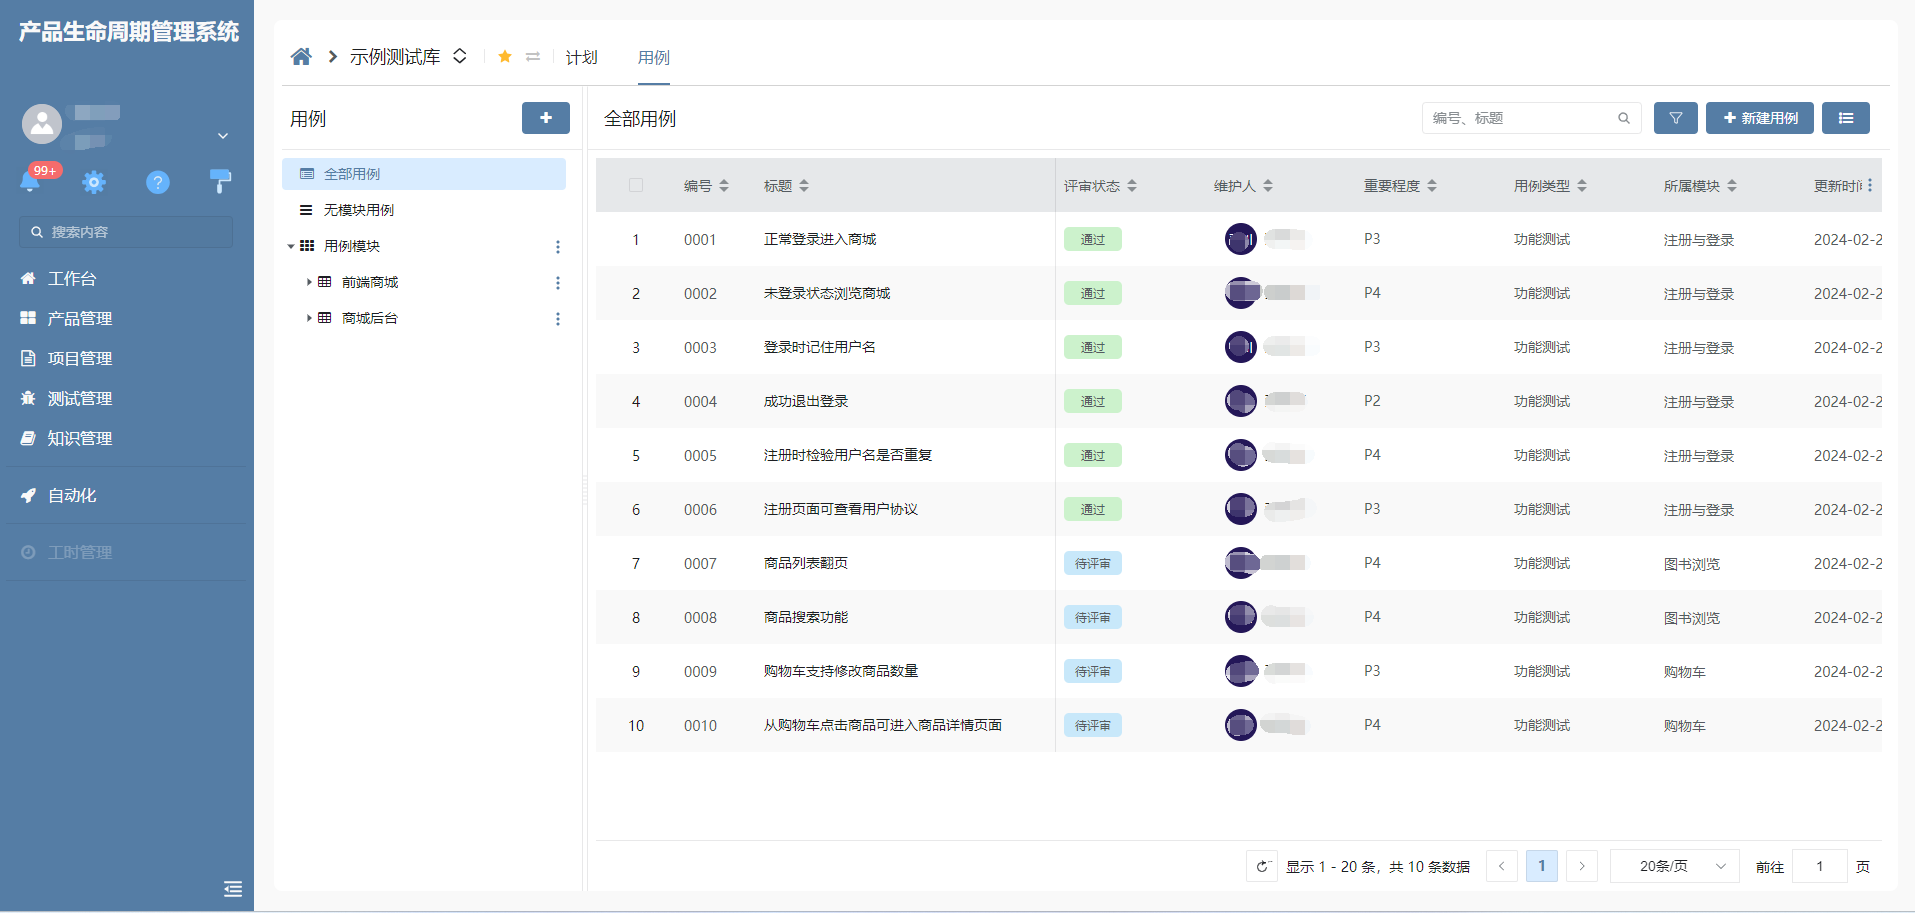 产品生命周期管理系统
99+
搜索内容
工作台
产品管理
项目管理
测试管理
知识管理
自动化
工时管理
示例测试库 计划 用例
用例
全部用例
无模块用例
用例模块
前端商城
商城后台
全部用例 编号、标题 新建用例
编号 标题 评审状态 维护人 重要程度 用例类型 所属模块 更新时间
1 0001 正常登录进入商城 通过 P3 功能测试 注册与登录 2024-02-2
2 0002 未登录状态浏览商城 通过 P4 功能测试 注册与登录 2024-02-2
3 0003 登录时记住用户名 通过 P3 功能测试 注册与登录 2024-02-2
4 0004 成功退出登录 通过 P2 功能测试 注册与登录 2024-02-2
5 0005 注册时检验用户名是否重复 通过 P4 功能测试 注册与登录 2024-02-2
6 0006 注册页面可查看用户协议 通过 P3 功能测试 注册与登录 2024-02-2
7 0007 商品列表翻页 待评审 P4 功能测试 图书浏览 2024-02-2
8 0008 商品搜索功能 待评审 P4 功能测试 图书浏览 2024-02-2
9 0009 购物车支持修改商品数量 待评审 P3 功能测试 购物车 2024-02-2
10 0010 从购物车点击商品可进入商品详情页面 待评审 P4 功能测试 购物车 2024-02-2
显示 1 - 20 条，共 10 条数据 1 20条/页 前往 1 页